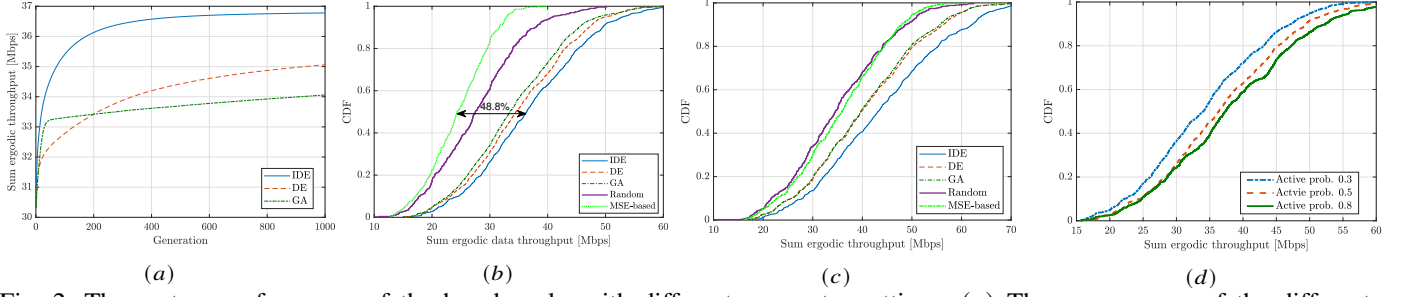 37
36
35
34
33
32
31
30
Sum ergodic throughput [Mbps]
0
200
400
600
800
1000
Generation
IDE
DE
GA
(a)
1
0.8
0.6
0.4
0.2
0
CDF
10
20
30
40
50
60
Sum ergodic data throughput [Mbps]
48.8%
IDE
DE
GA
Random
MSE-based
(b)
1
0.8
0.6
0.4
0.2
0
CDF
10
20
30
40
50
60
70
Sum ergodic throughput [Mbps]
IDE
DE
GA
Random
MSE-based
(c)
1
0.8
0.6
0.4
0.2
0
CDF
15
20
25
30
35
40
45
50
55
60
Sum ergodic throughput [Mbps]
Active prob. 0.3
Actvie prob. 0.5
Active prob. 0.8
(d)